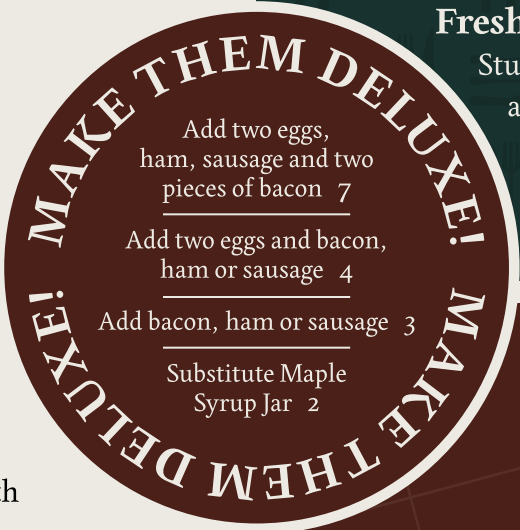 MAKE THEM DELUXE!
Add two eggs,
ham, sausage and two
pieces of bacon 7
Add two eggs and bacon,
ham or sausage 4
Add bacon, ham or sausage 3
Substitute Maple
Syrup Jar 2
MAKE THEM DELUXE!
Fresh
Stu
a
th